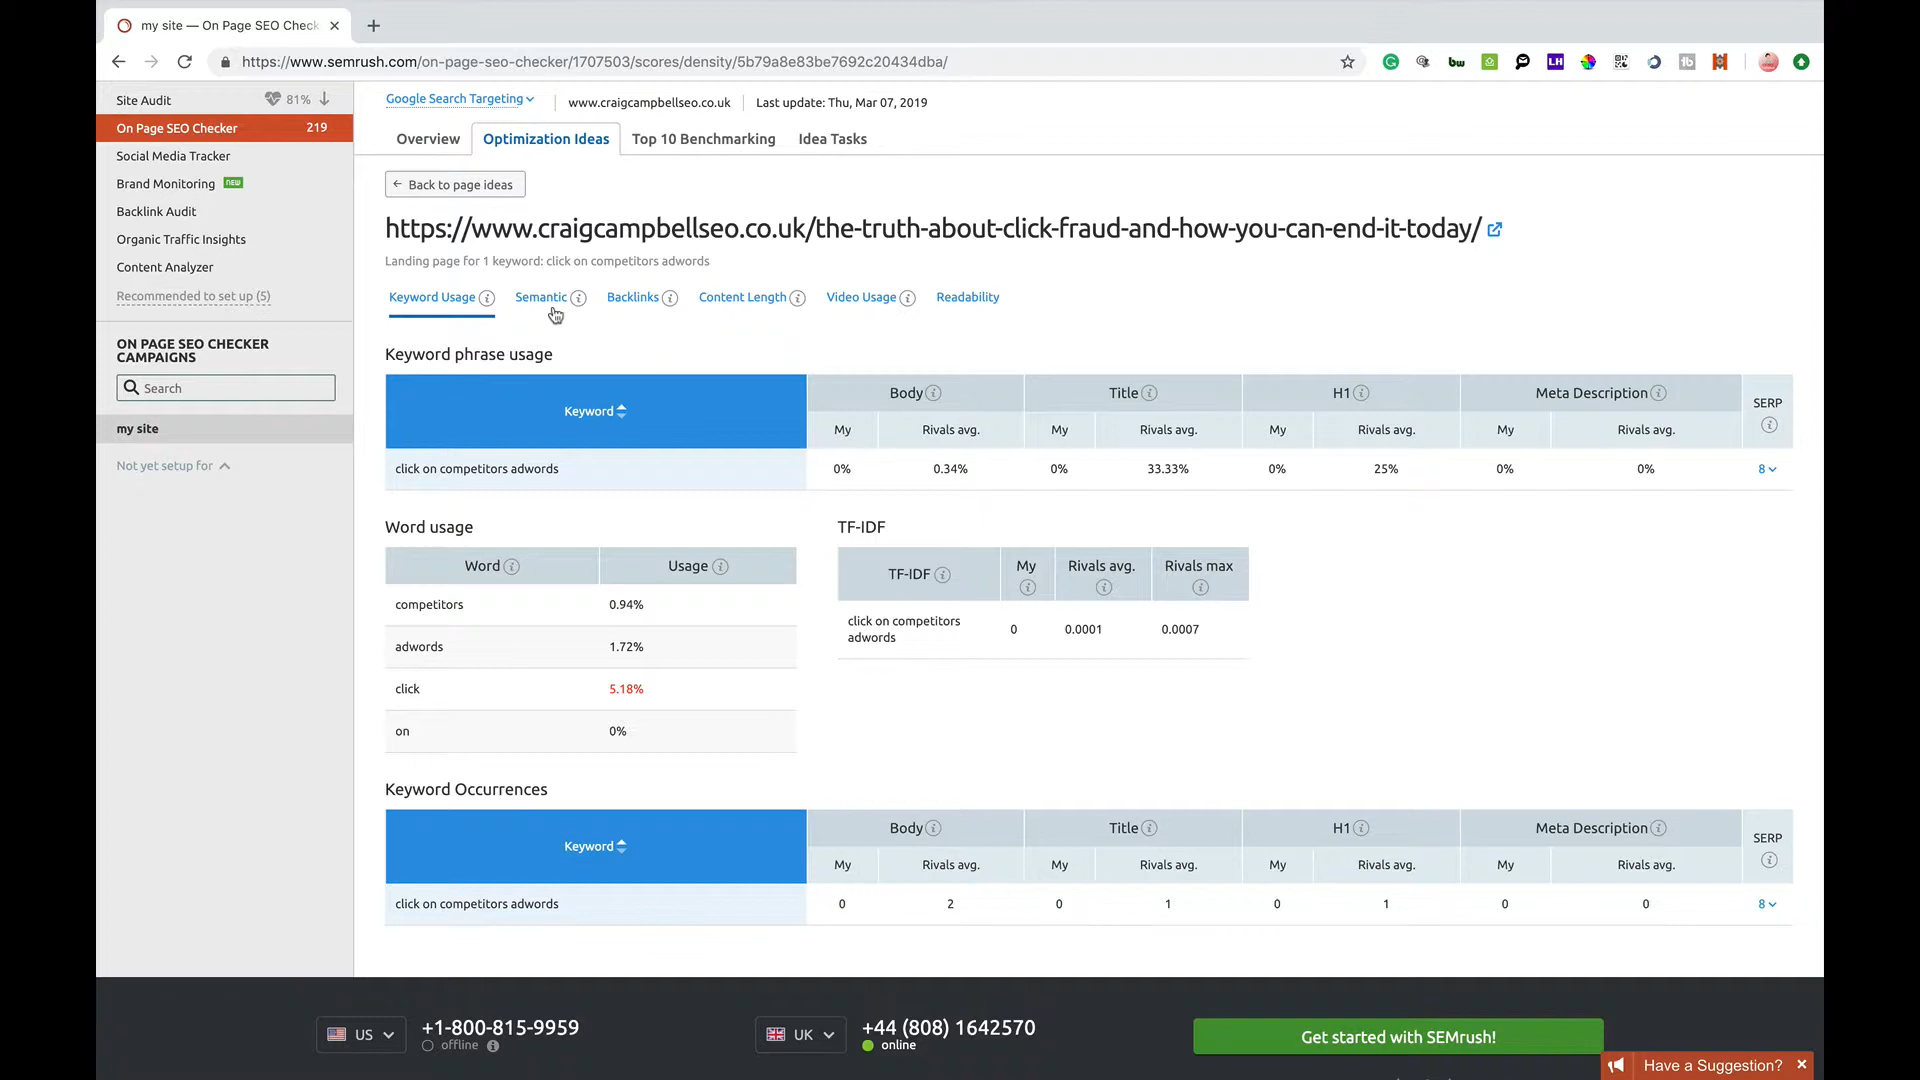 my site — On Page SEO Check
https://www.semrush.com/on-page-seo-checker/1707503/scores/density/5b79a8e83be7692c20434dba/
bw
LH
tb
Site Audit 81%
On Page SEO Checker 219
Social Media Tracker
Brand Monitoring NEW
Backlink Audit
Organic Traffic Insights
Content Analyzer
Recommended to set up (5)
ON PAGE SEO CHECKER
CAMPAIGNS
Search
my site
Not yet setup for
Google Search Targeting www.craigcampbellseo.co.uk Last update: Thu, Mar 07, 2019
Overview Optimization Ideas Top 10 Benchmarking Idea Tasks
← Back to page ideas
https://www.craigcampbellseo.co.uk/the-truth-about-click-fraud-and-how-you-can-end-it-today/
Landing page for 1 keyword: click on competitors adwords
Keyword Usage Semantic Backlinks Content Length Video Usage Readability
Keyword phrase usage
Keyword Body Title H1 Meta Description SERP
My Rivals avg. My Rivals avg. My Rivals avg. My Rivals avg.
click on competitors adwords 0% 0.34% 0% 33.33% 0% 25% 0% 0% 8
Word usage
Word Usage
competitors 0.94%
adwords 1.72%
click 5.18%
on 0%
TF-IDF
TF-IDF My Rivals avg. Rivals max
click on competitors
adwords 0 0.0001 0.0007
Keyword Occurrences
Keyword Body Title H1 Meta Description SERP
My Rivals avg. My Rivals avg. My Rivals avg. My Rivals avg.
click on competitors adwords 0 2 0 1 0 1 0 0 8
US +1-800-815-9959
offline
UK +44 (808) 1642570
online
Get started with SEMrush!
Have a Suggestion? ×